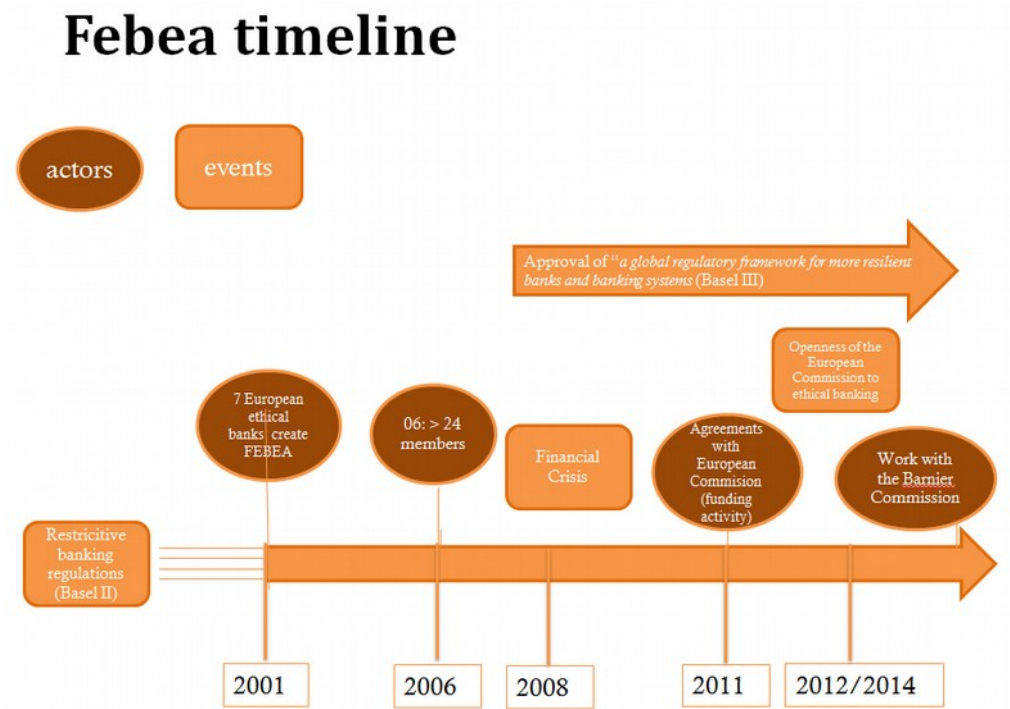 Febea timeline
actors
events
Approval of “a global regulatory framework for more resilient
banks and banking systems (Basel III)
Openness of the
European
Commission to
ethical banking
7 European
ethical
banks create
FEBEA
06: > 24
members
Financial
Crisis
Agreements
with
European
Commision
(funding
activity)
Work with
the Barnier
Commission
Restricitive
banking
regulations
(Basel II)
2001
2006
2008
2011
2012/2014